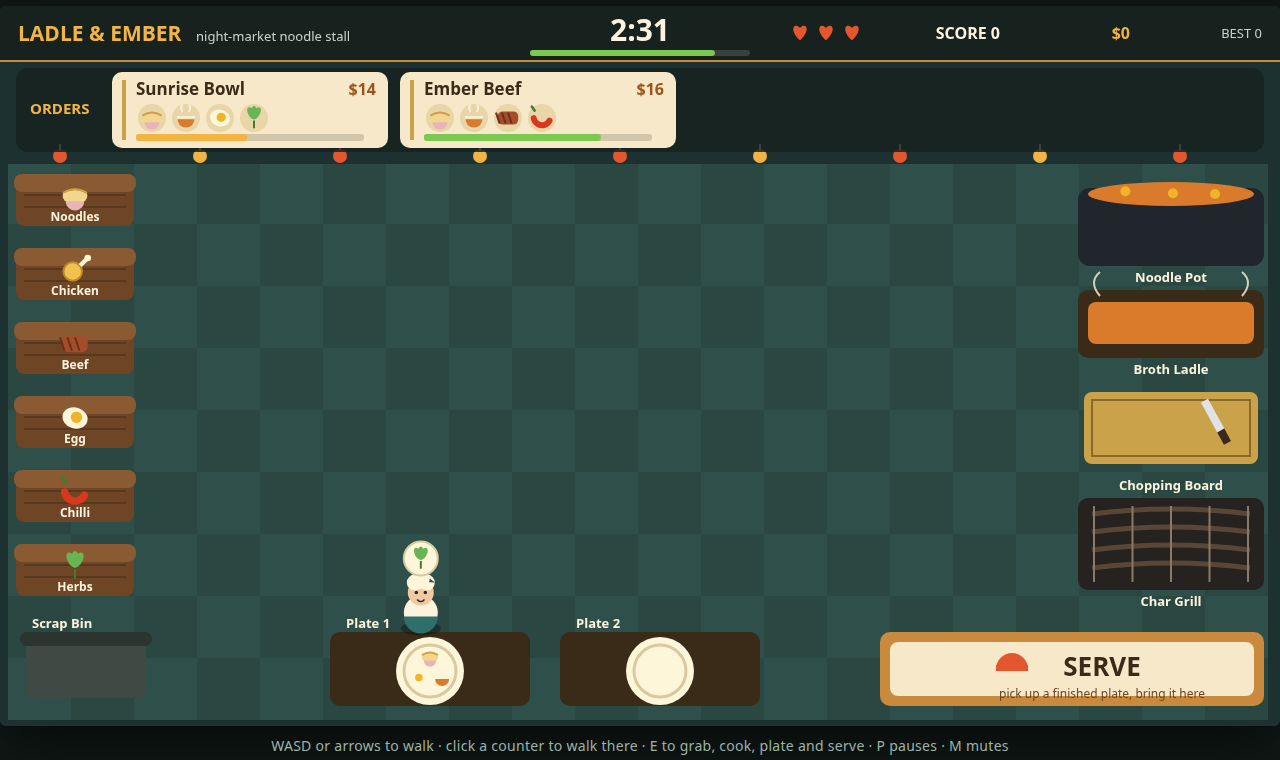 LADLE & EMBER night-market noodle stall 2:31 SCORE 0 $0 BEST 0
ORDERS
Sunrise Bowl $14
Ember Beef $16
Noodles
Chicken
Beef
Egg
Chilli
Herbs
Scrap Bin
Noodle Pot
Broth Ladle
Chopping Board
Char Grill
Plate 1
Plate 2
SERVE
pick up a finished plate, bring it here
WASD or arrows to walk · click a counter to walk there · E to grab, cook, plate and serve · P pauses · M mutes